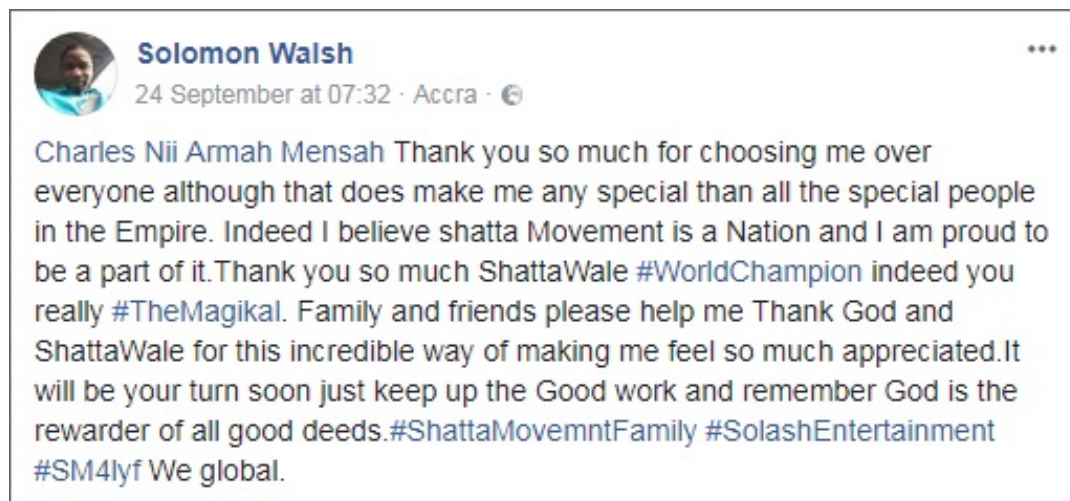 Solomon Walsh
24 September at 07:32 · Accra ·
Charles Nii Armah Mensah Thank you so much for choosing me over
everyone although that does make me any special than all the special people
in the Empire. Indeed I believe shatta Movement is a Nation and I am proud to
be a part of it.Thank you so much ShattaWale #WorldChampion indeed you
really #TheMagikal. Family and friends please help me Thank God and
ShattaWale for this incredible way of making me feel so much appreciated.It
will be your turn soon just keep up the Good work and remember God is the
rewarder of all good deeds.#ShattaMovemntFamily #SolashEntertainment
#SM4lyf We global.